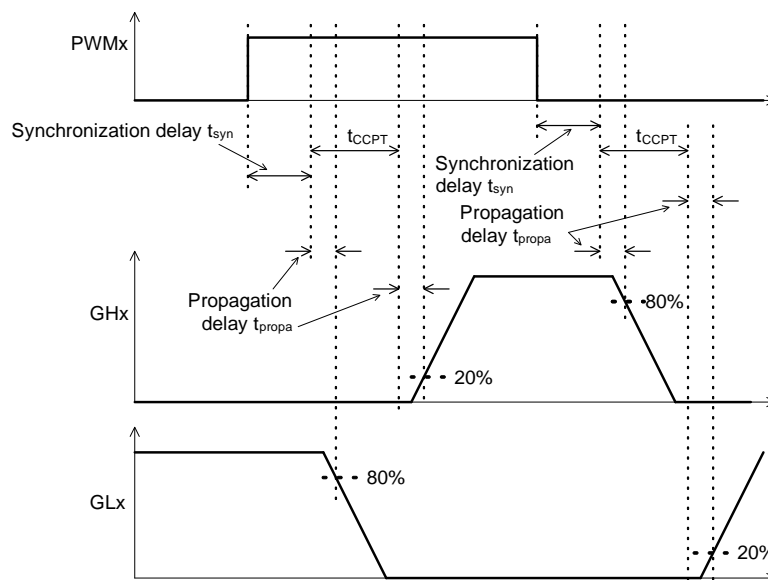 PWMx
Synchronization delay tsyn
tCCPT
Synchronization
delay tsyn
tCCPT
Propagation
delay tpropa
Propagation
delay tpropa
GHx
80%
20%
GLx
80%
20%